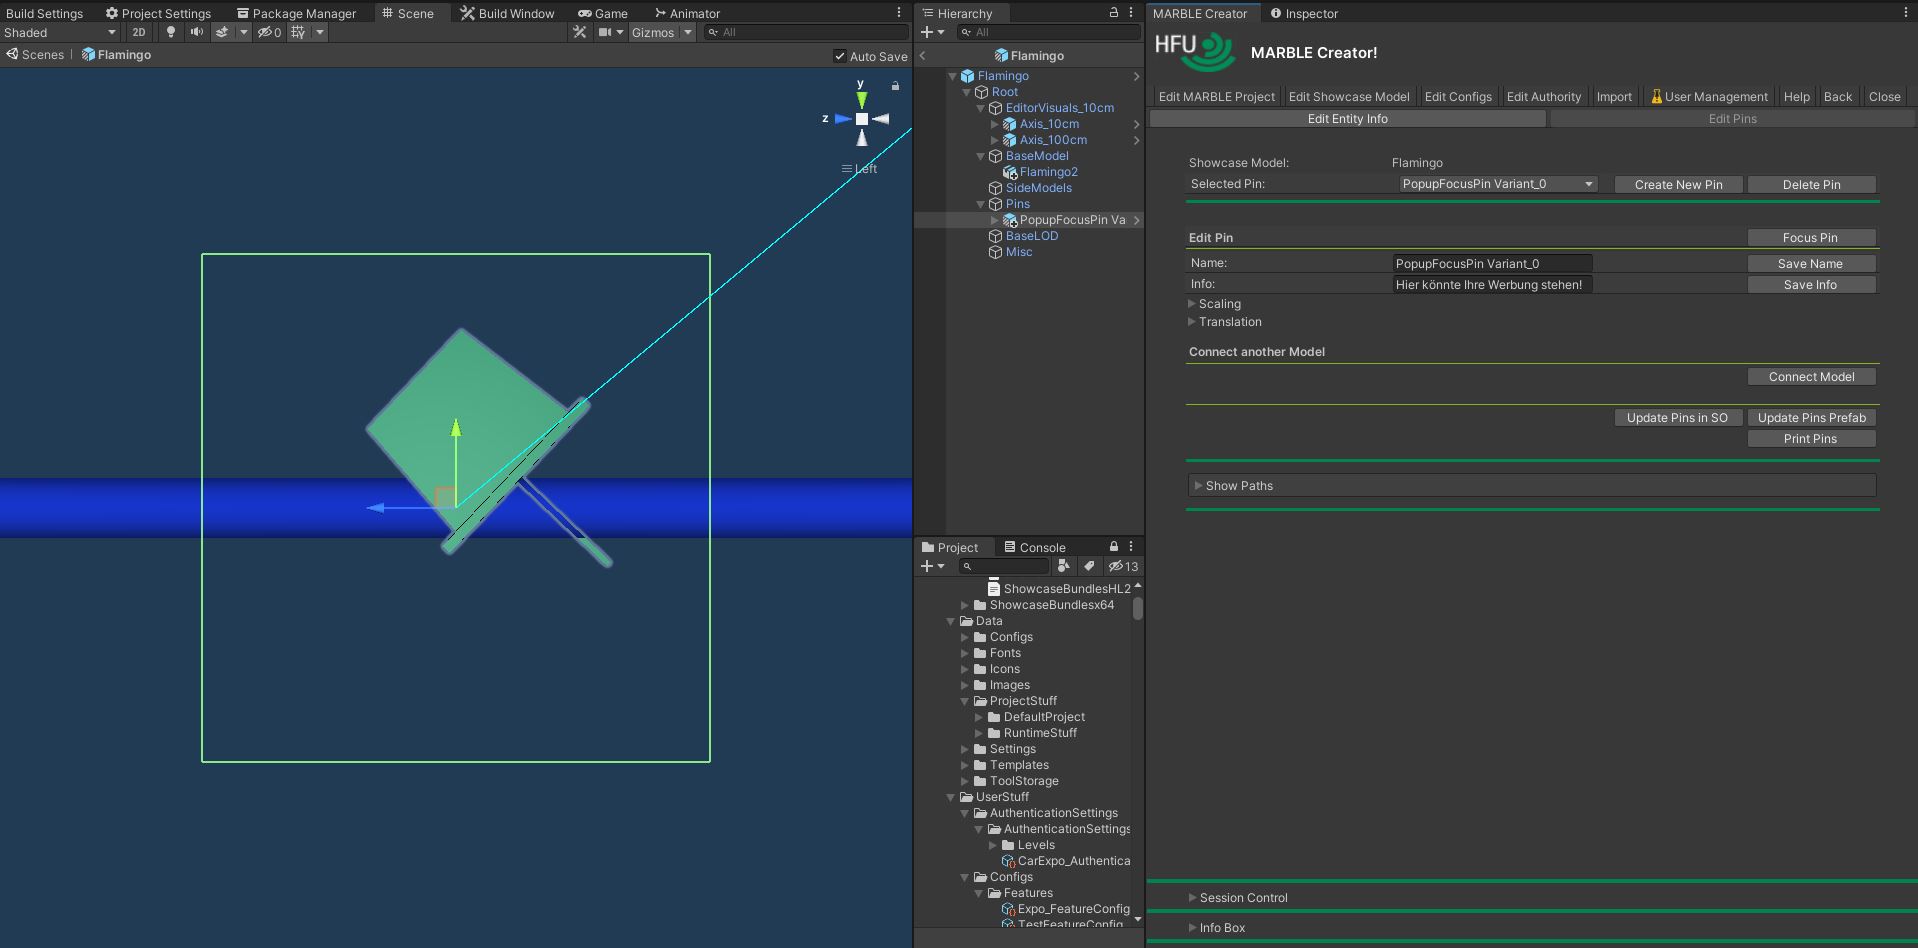 Build Settings
Project Settings
Package Manager
Scene
Build Window
Game
Animator
Shaded
2D
0
Gizmos
All
Scenes
Flamingo
Auto Save
y
z
Left
Hierarchy
All
Flamingo
Flamingo
Root
EditorVisuals_10cm
Axis_10cm
Axis_100cm
BaseModel
Flamingo2
SideModels
Pins
PopupFocusPin Va
BaseLOD
Misc
Project
Console
13
ShowcaseBundlesHL2
ShowcaseBundlesx64
Data
Configs
Fonts
Icons
Images
ProjectStuff
DefaultProject
RuntimeStuff
Settings
Templates
ToolStorage
UserStuff
AuthenticationSettings
AuthenticationSettings
Levels
CarExpo_Authentica
Configs
Features
Expo_FeatureConfig
TestFeatureConfig
MARBLE Creator
Inspector
HFU
MARBLE Creator!
Edit MARBLE Project
Edit Showcase Model
Edit Configs
Edit Authority
Import
User Management
Help
Back
Close
Edit Entity Info
Edit Pins
Showcase Model: Flamingo
Selected Pin: PopupFocusPin Variant_0 Create New Pin Delete Pin
Edit Pin Focus Pin
Name: PopupFocusPin Variant_0 Save Name
Info: Hier könnte Ihre Werbung stehen! Save Info
Scaling
Translation
Connect another Model
Connect Model
Update Pins in SO Update Pins Prefab
Print Pins
Show Paths
Session Control
Info Box